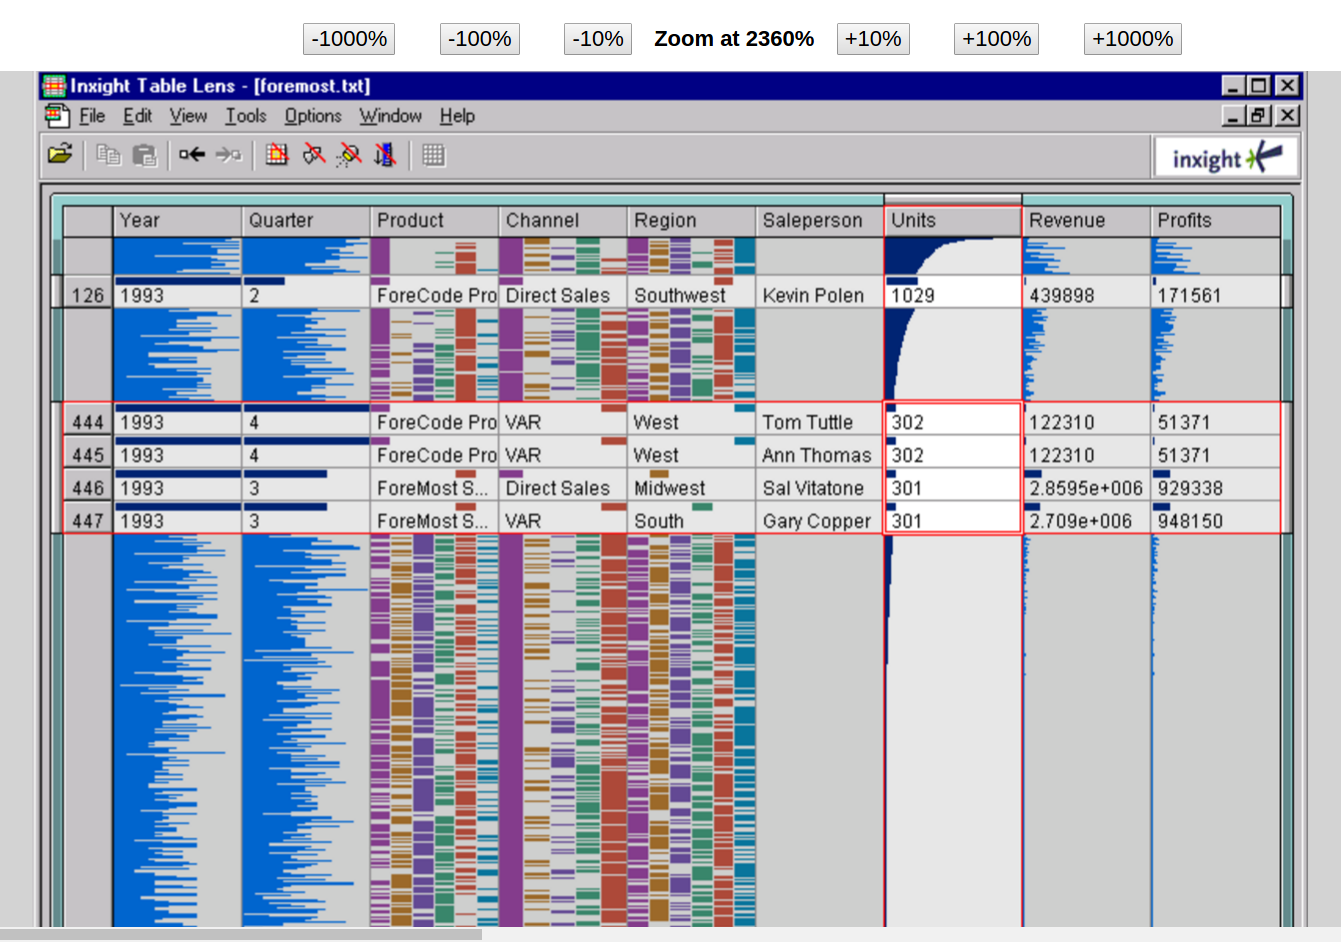 -1000% -100% -10% Zoom at 2360% +10% +100% +1000%
Inxight Table Lens - [foremost.txt]
File Edit View Tools Options Window Help
inxight
Year Quarter Product Channel Region Saleperson Units Revenue Profits
126 1993 2 ForeCode Pro Direct Sales Southwest Kevin Polen 1029 439898 171561
444 1993 4 ForeCode Pro VAR West Tom Tuttle 302 122310 51371
445 1993 4 ForeCode Pro VAR West Ann Thomas 302 122310 51371
446 1993 3 ForeMost S... Direct Sales Midwest Sal Vitatone 301 2.8595e+006 929338
447 1993 3 ForeMost S... VAR South Gary Copper 301 2.709e+006 948150